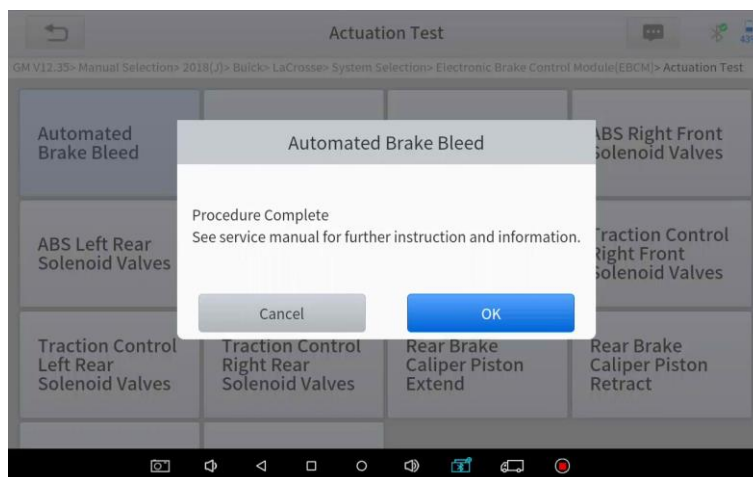 Actuation Test
GM V12.35> Manual Selection> 2018(J)> Buick> LaCrosse> System Selection> Electronic Brake Control Module(EBCM)> Actuation Test
Automated
Brake Bleed
ABS Right Front
Solenoid Valves
Automated Brake Bleed
Procedure Complete
See service manual for further instruction and information.
Cancel
OK
ABS Left Rear
Solenoid Valves
Traction Control
Right Front
Solenoid Valves
Traction Control
Left Rear
Solenoid Valves
Traction Control
Right Rear
Solenoid Valves
Rear Brake
Caliper Piston
Extend
Rear Brake
Caliper Piston
Retract